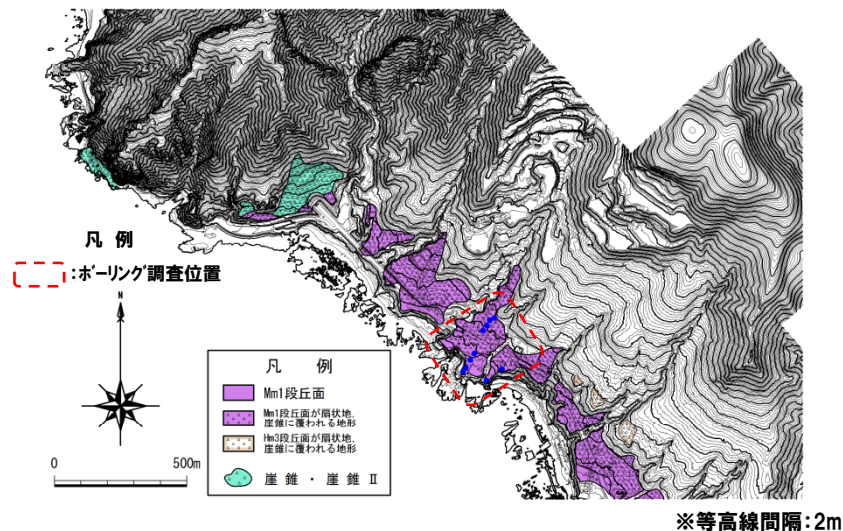 凡 例
:ボーリング調査位置
N
0 500m
凡 例
Mm1段丘面
Mm1段丘面が扇状地,
崖錐に覆われる地形
Hm3段丘面が扇状地,
崖錐に覆われる地形
崖錐・崖錐Ⅱ
※等高線間隔:2m